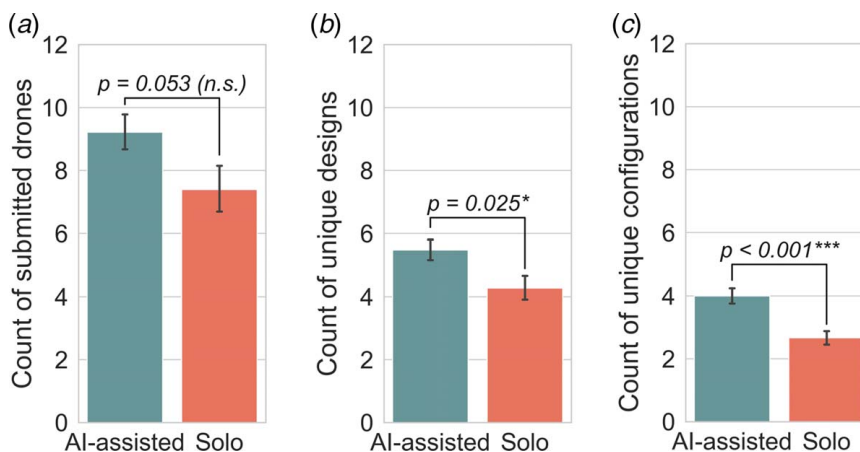 (a)
Count of submitted drones
12
10
8
6
4
2
0
p = 0.053 (n.s.)
AI-assisted Solo
(b)
Count of unique designs
12
10
8
6
4
2
0
p = 0.025*
AI-assisted Solo
(c)
Count of unique configurations
12
10
8
6
4
2
0
p < 0.001***
AI-assisted Solo